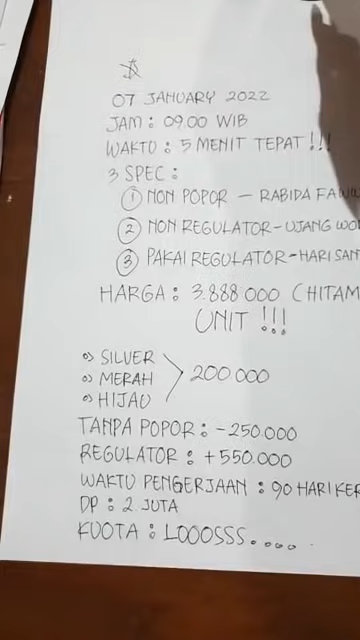 07 JANUARY 2022
JAM : 09.00 WIB
WAKTU : 5 MENIT TEPAT !!!
3 SPEC :
① NON POPOR – RABIDA
② NON REGULATOR – UJANG
③ PAKAI REGULATOR – HARI
HARGA : 3.888.000 ( HITAM
UNIT !!!
o) SILVER
o) MERAH 200.000
o) HIJAU
TANPA POPOR : -250.000
REGULATOR : +550.000
WAKTU PENGERJAAN : 90 HARI
DP : 2 JUTA
KUOTA : LOOOSSS....